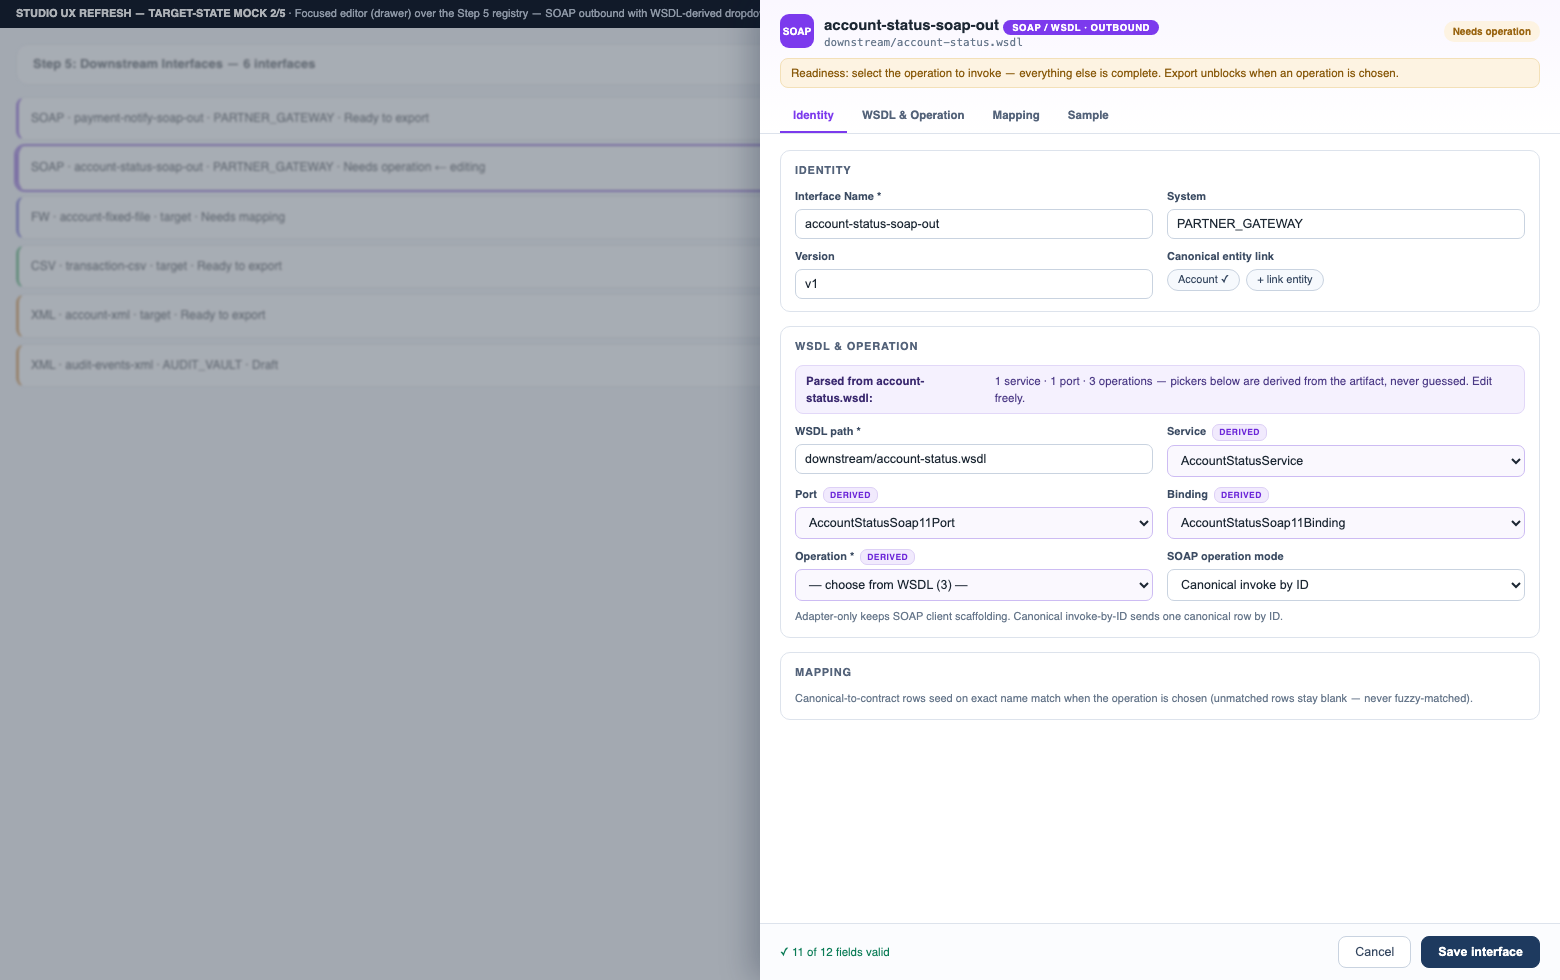 STUDIO UX REFRESH — TARGET-STATE MOCK 2/5 · Focused editor (drawer) over the Step 5 registry — SOAP outbound with WSDL-derived
Step 5: Downstream Interfaces — 6 interfaces
SOAP · payment-notify-soap-out · PARTNER_GATEWAY · Ready to export
SOAP · account-status-soap-out · PARTNER_GATEWAY · Needs operation ← editing
FW · account-fixed-file · target · Needs mapping
CSV · transaction-csv · target · Ready to export
XML · account-xml · target · Ready to export
XML · audit-events-xml · AUDIT_VAULT · Draft
SOAP
account-status-soap-out
SOAP / WSDL · OUTBOUND
downstream/account-status.wsdl
Needs operation
Readiness: select the operation to invoke — everything else is complete. Export unblocks when an operation is chosen.
Identity
WSDL & Operation
Mapping
Sample
IDENTITY
Interface Name *
System
account-status-soap-out
PARTNER_GATEWAY
Version
Canonical entity link
v1
Account ✓
+ link entity
WSDL & OPERATION
Parsed from account-
status.wsdl:
1 service · 1 port · 3 operations — pickers below are derived from the artifact, never guessed. Edit
freely.
WSDL path *
Service DERIVED
downstream/account-status.wsdl
AccountStatusService
Port DERIVED
Binding DERIVED
AccountStatusSoap11Port
AccountStatusSoap11Binding
Operation * DERIVED
SOAP operation mode
— choose from WSDL (3) —
Canonical invoke by ID
Adapter-only keeps SOAP client scaffolding. Canonical invoke-by-ID sends one canonical row by ID.
MAPPING
Canonical-to-contract rows seed on exact name match when the operation is chosen (unmatched rows stay blank — never fuzzy-matched).
✓ 11 of 12 fields valid
Cancel
Save interface